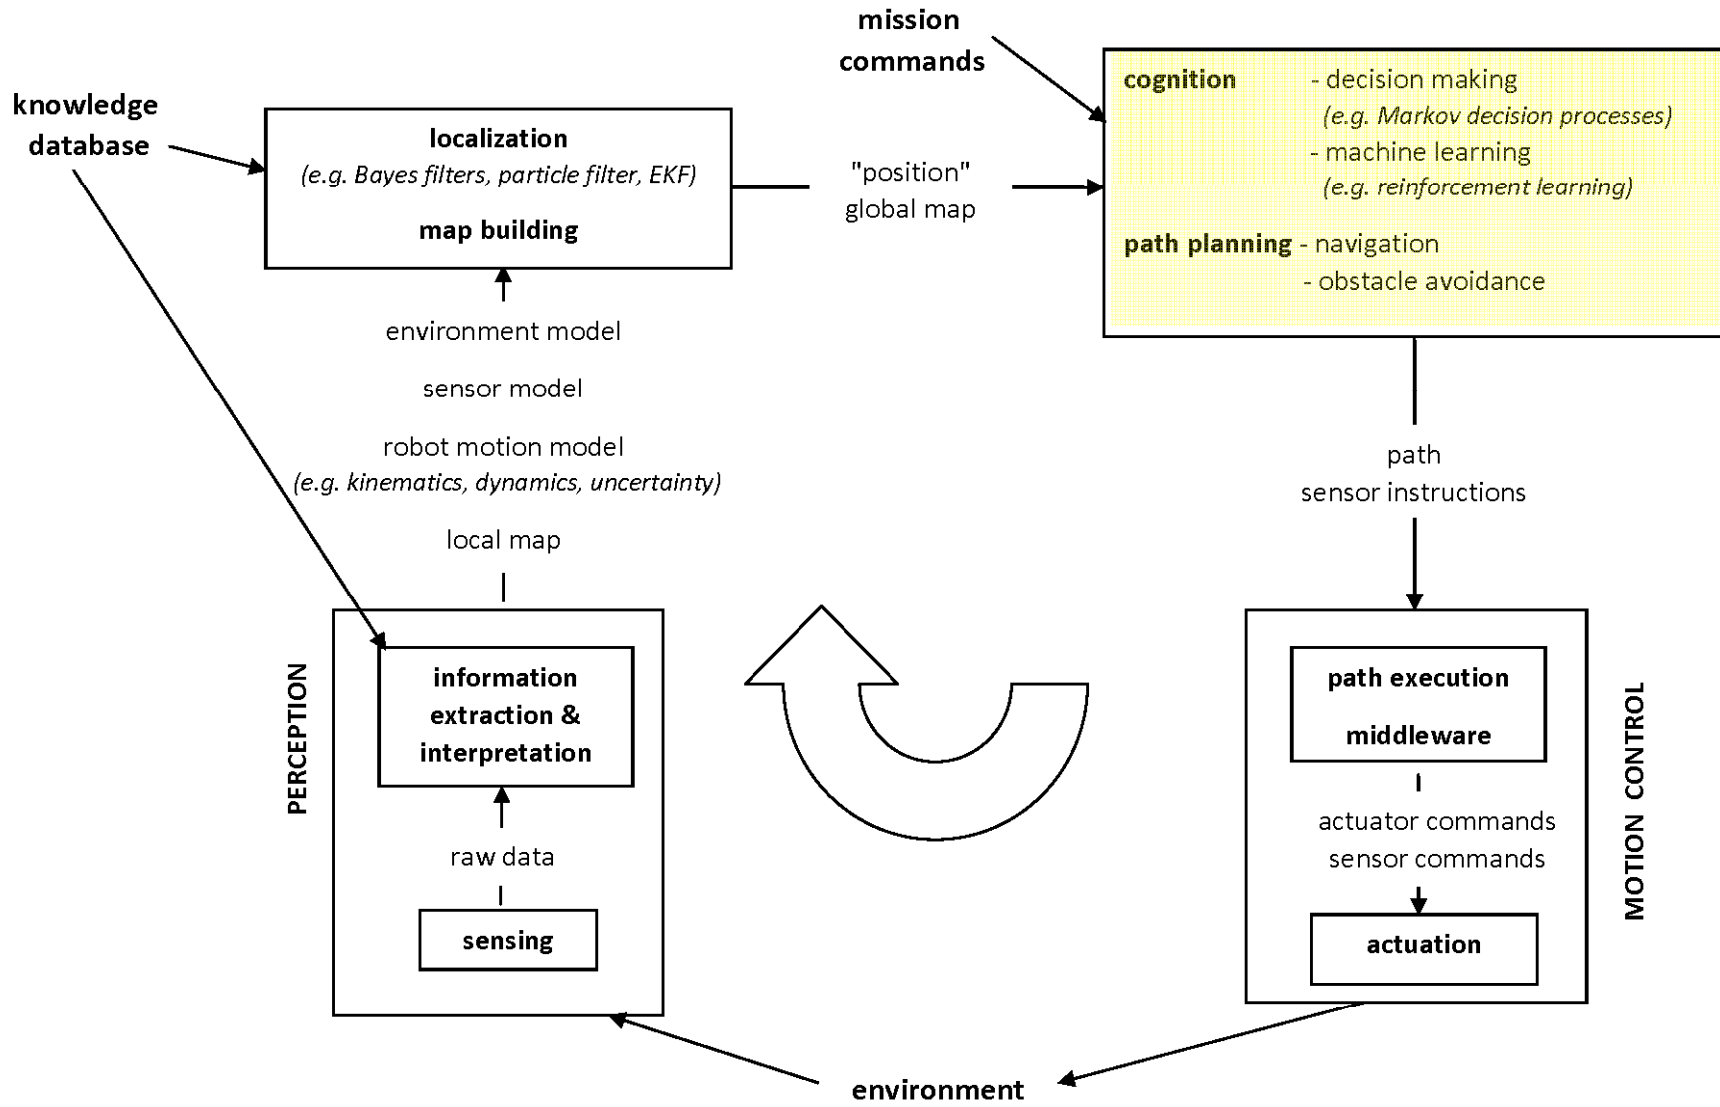 mission
commands
knowledge
database
localization
(e.g. Bayes filters, particle filter, EKF)
map building
"position"
global map
cognition - decision making
(e.g. Markov decision processes)
- machine learning
(e.g. reinforcement learning)
path planning - navigation
- obstacle avoidance
environment model
sensor model
robot motion model
(e.g. kinematics, dynamics, uncertainty)
local map
path
sensor instructions
PERCEPTION
information
extraction &
interpretation
raw data
sensing
path execution
middleware
actuator commands
sensor commands
actuation
MOTION CONTROL
environment